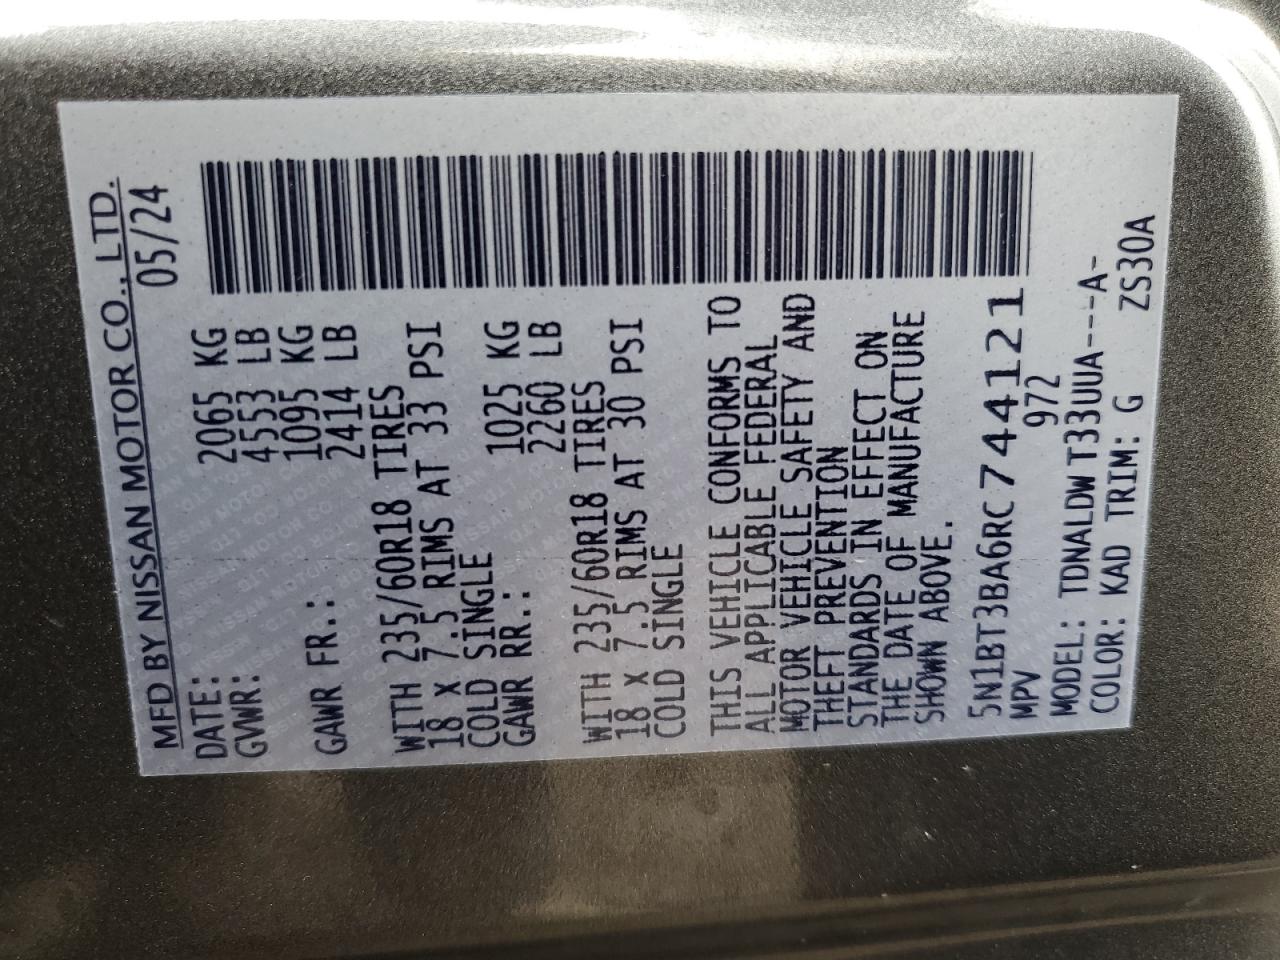 MFD BY NISSAN MOTOR CO., LTD.
DATE: 05/24
GVWR: 2065 KG
4553 LB
GAWR FR.: 1095 KG
2414 LB
WITH 235/60R18 TIRES
18 X 7.5 RIMS AT 33 PSI
COLD SINGLE
GAWR RR.: 1025 KG
2260 LB
WITH 235/60R18 TIRES
18 X 7.5 RIMS AT 30 PSI
COLD SINGLE
THIS VEHICLE CONFORMS TO
ALL APPLICABLE FEDERAL
MOTOR VEHICLE SAFETY AND
THEFT PREVENTION
STANDARDS IN EFFECT ON
THE DATE OF MANUFACTURE
SHOWN ABOVE.
5N1BT3BA6RC744121
MPV 972
MODEL: TDNALDW T33UUA----A-
COLOR: KAD TRIM: G ZS30A